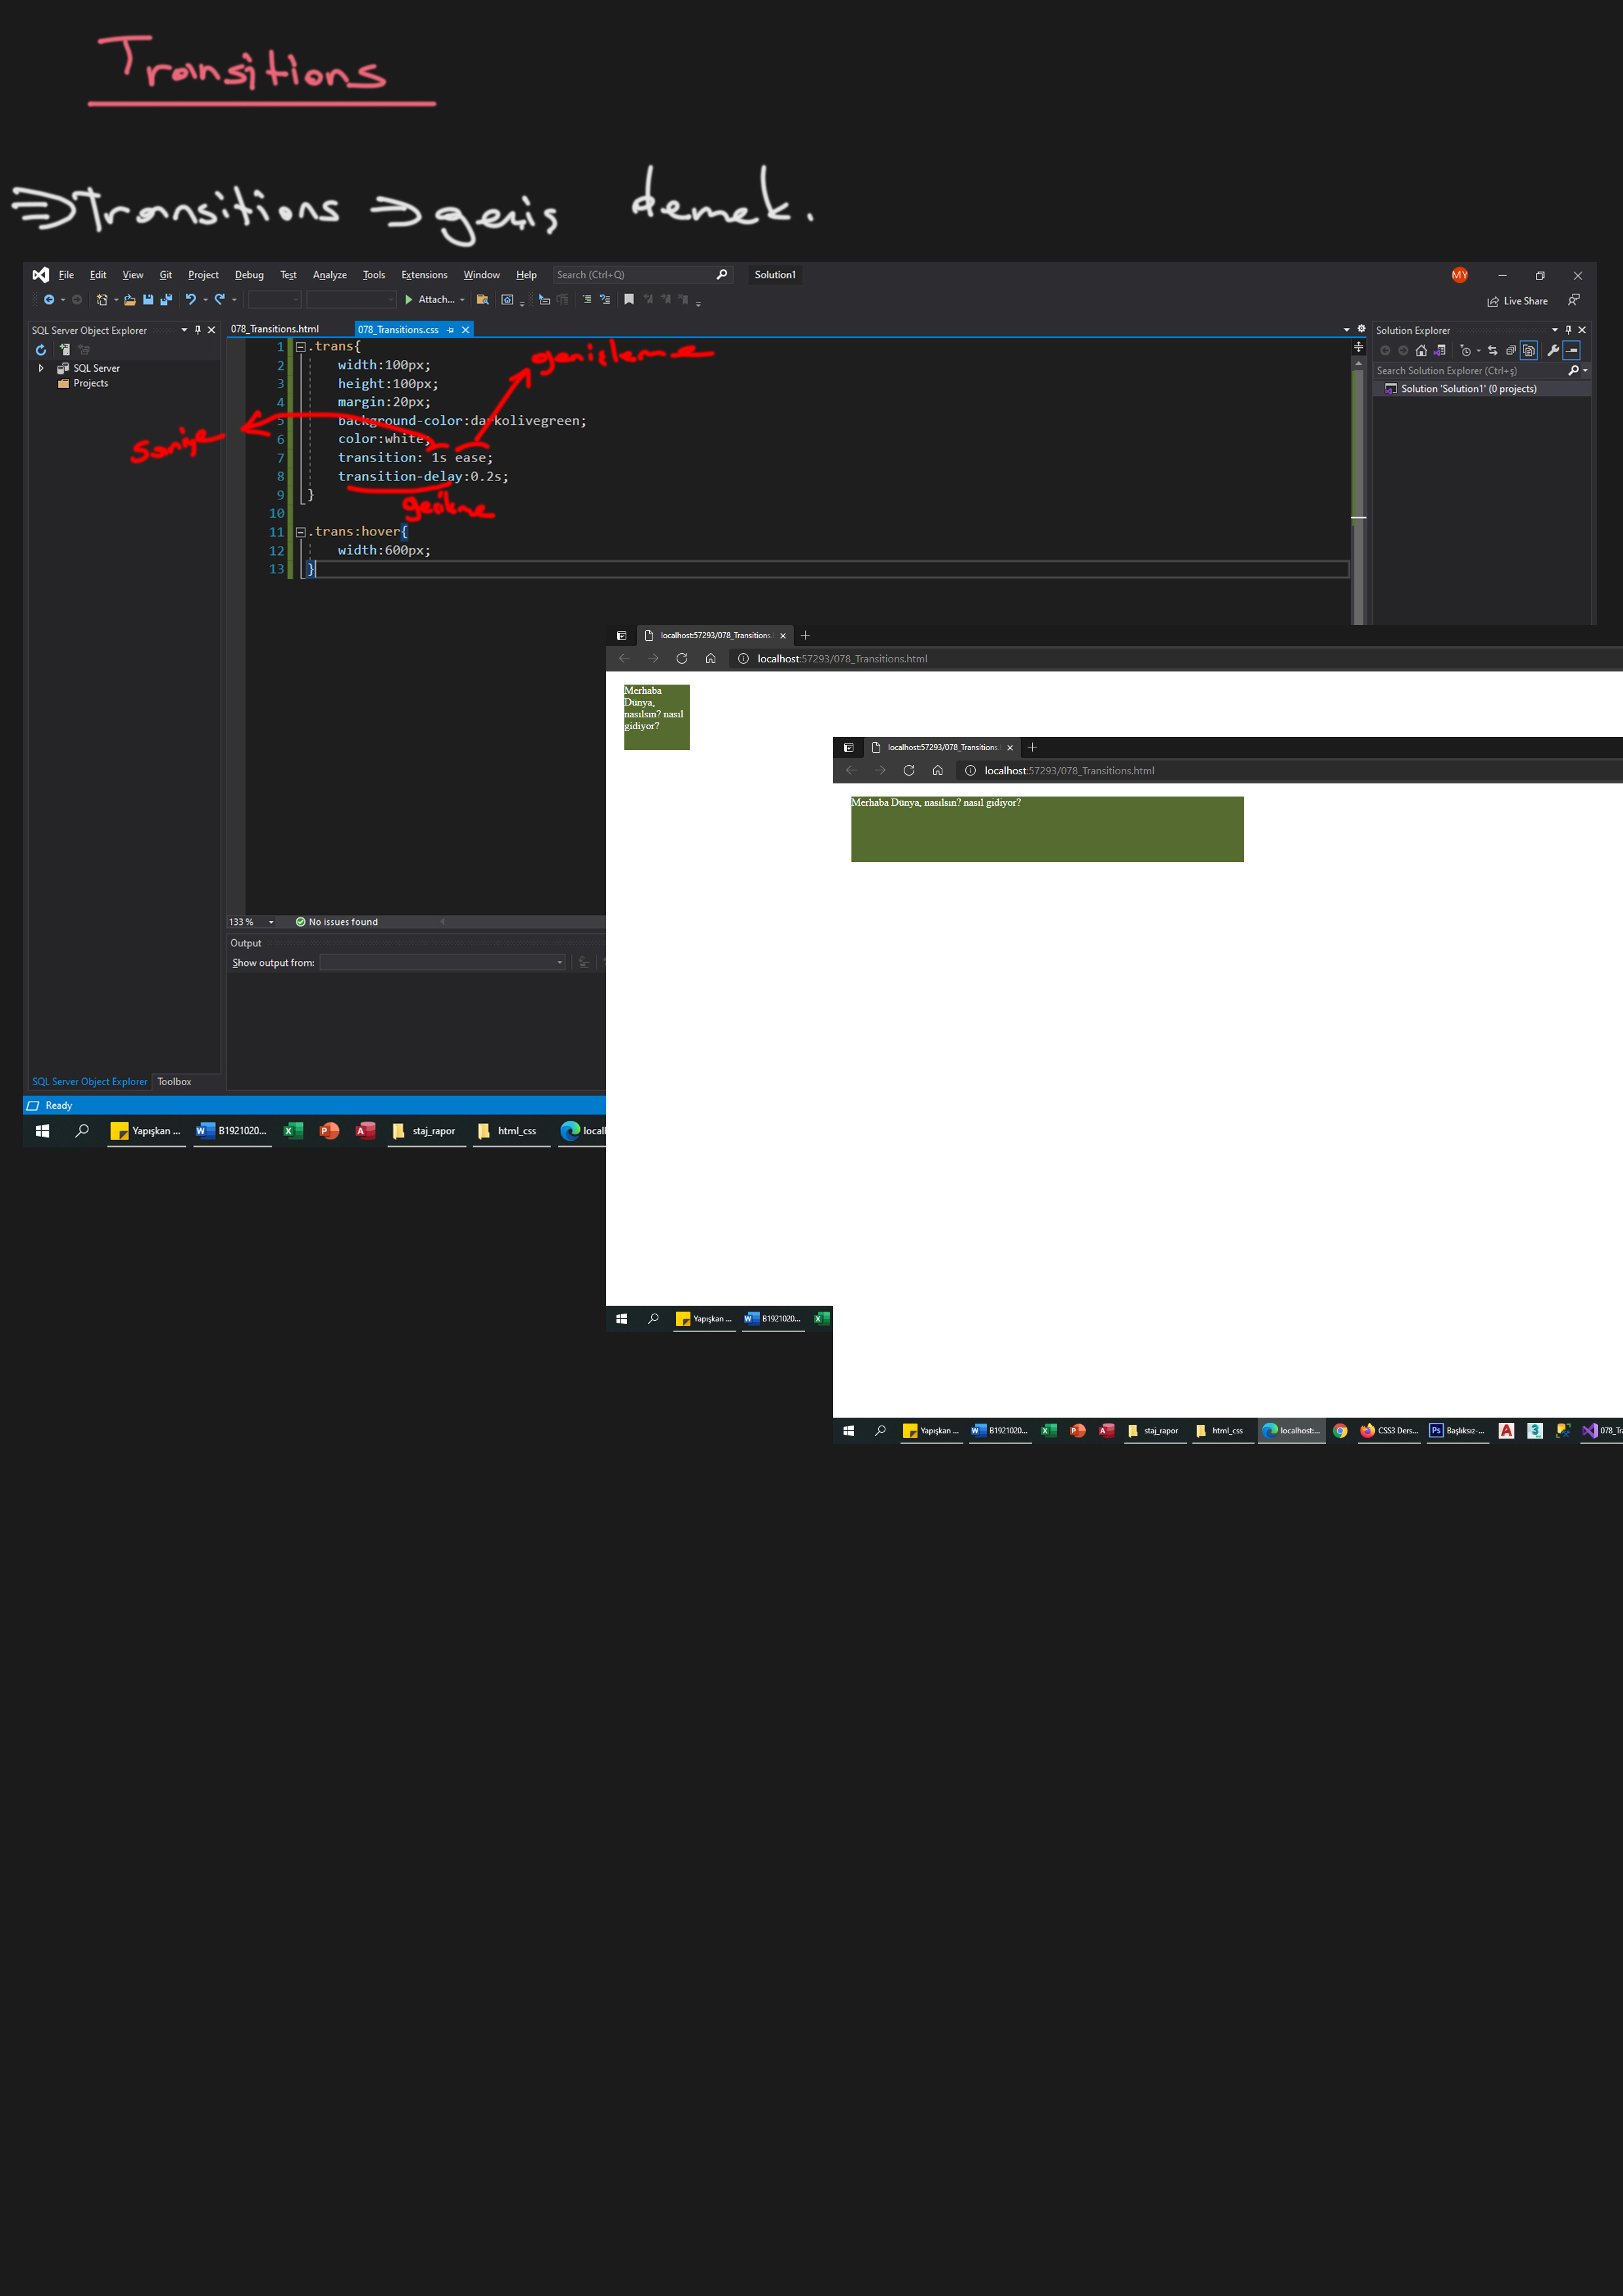 Transitions
⇒Transitions ⇒geçiş demek.
File Edit View Git Project Debug Test Analyze Tools Extensions Window Help Search (Ctrl+Q) Solution1 MY
Attach... Live Share
SQL Server Object Explorer
SQL Server
Projects
078_Transitions.html 078_Transitions.css
Solution Explorer
Search Solution Explorer (Ctrl+ş)
Solution 'Solution1' (0 projects)
1 .trans{
genişleme
2 width:100px;
3 height:100px;
4 margin:20px;
5 background-color:darkolivegreen;
6 color:white;
saniye
7 transition: 1s ease;
8 transition-delay:0.2s;
gecikme
9 }
10
11 .trans:hover{
12 width:600px;
13 }
133 % No issues found
Output
Show output from:
SQL Server Object Explorer Toolbox
Ready
Yapışkan ... B1921020... staj_rapor html_css local
localhost:57293/078_Transitions.
localhost:57293/078_Transitions.html
Merhaba
Dünya,
nasılsın? nasıl
gidiyor?
Yapışkan ... B1921020...
localhost:57293/078_Transitions.
localhost:57293/078_Transitions.html
Merhaba Dünya, nasılsın? nasıl gidiyor?
Yapışkan ... B1921020... staj_rapor html_css localhost:... CSS3 Ders... Başlıksız-... 078_Tra